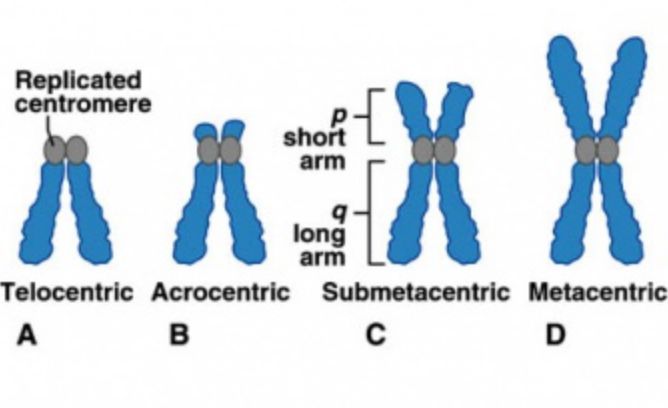 Replicated
centromere
p
short
arm
q
long
arm
Telocentric
Acrocentric
Submetacentric
Metacentric
A
B
C
D